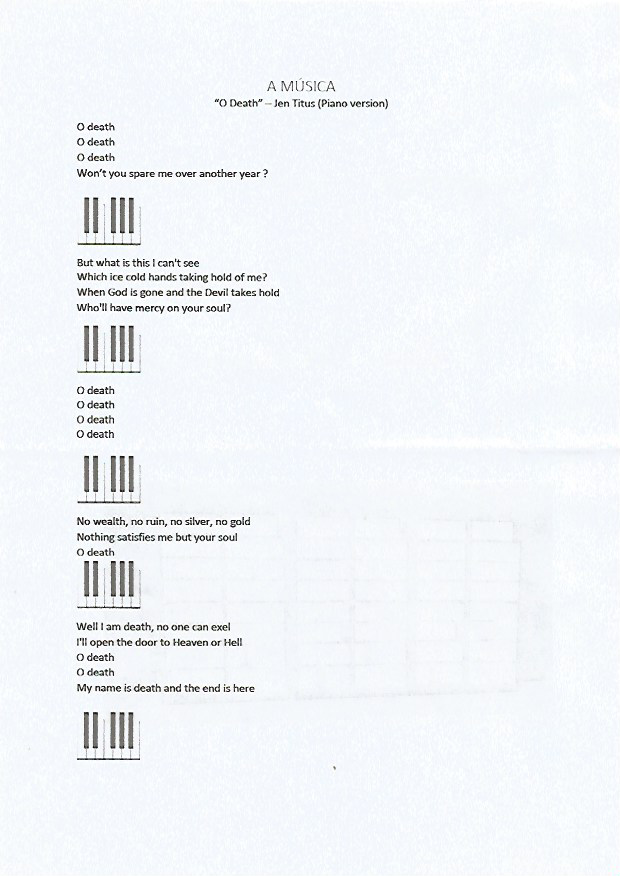 A MÚSICA
“O Death” – Jen Titus (Piano version)
O death
O death
O death
Won’t you spare me over another year ?
But what is this I can't see
Which ice cold hands taking hold of me?
When God is gone and the Devil takes hold
Who'll have mercy on your soul?
O death
O death
O death
O death
No wealth, no ruin, no silver, no gold
Nothing satisfies me but your soul
O death
Well I am death, no one can exel
I'll open the door to Heaven or Hell
O death
O death
My name is death and the end is here